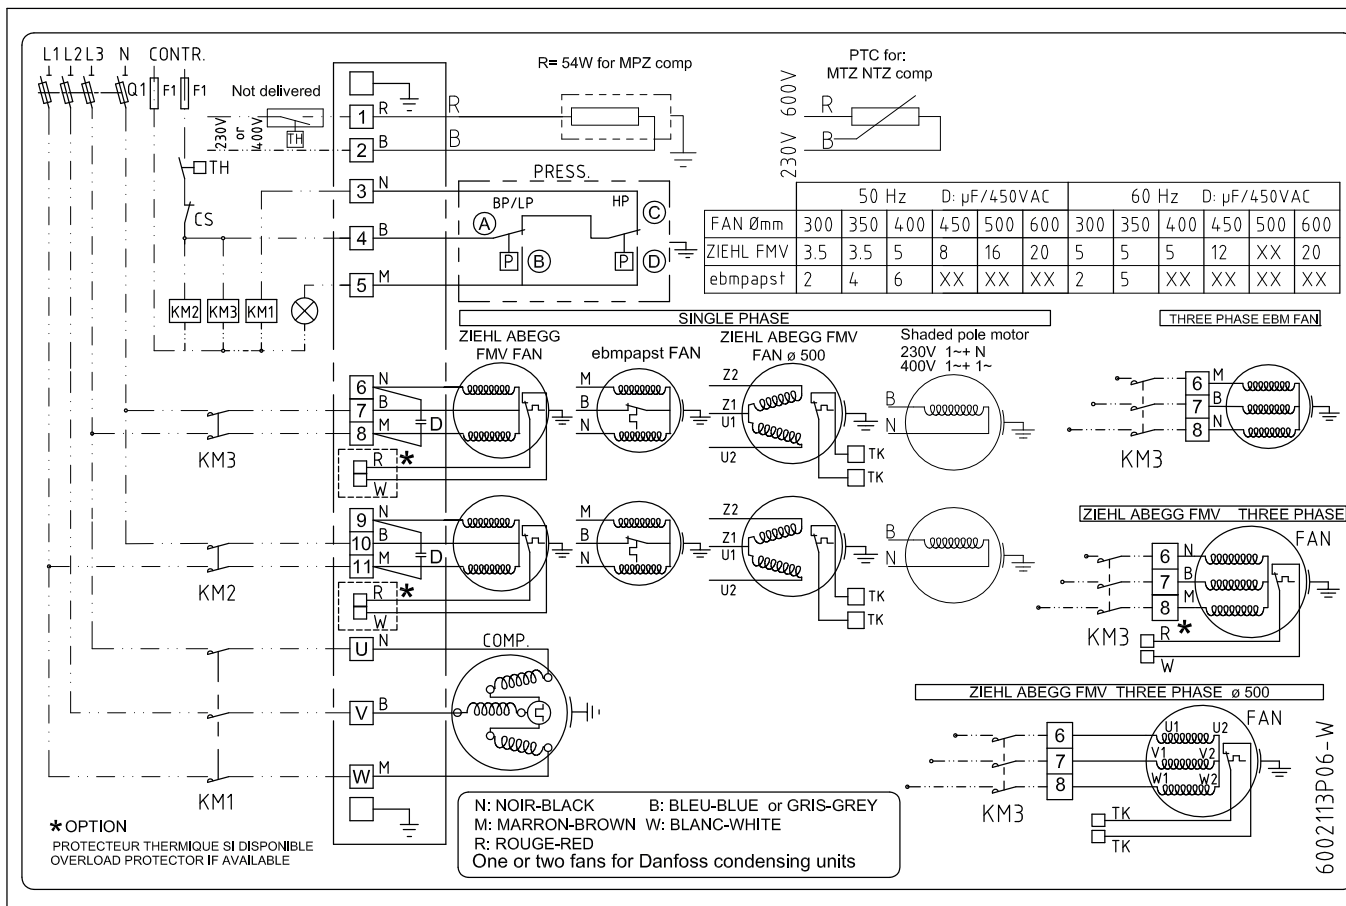 L1 L2 L3 N CONTR.
Q1 F1 F1
Not delivered
230V or 400V
TH
TH
CS
KM2 KM3 KM1
1 R
2 B
3 N
4 B
5 M
R
B
R= 54W for MPZ comp
PTC for:
MTZ NTZ comp
230V 600V
R
B
PRESS.
BP/LP HP
A B C D
P P
50 Hz D: µF/450VAC 60 Hz D: µF/450VAC
FAN Ømm 300 350 400 450 500 600 300 350 400 450 500 600
ZIEHL FMV 3.5 3.5 5 8 16 20 5 5 5 12 XX 20
ebmpapst 2 4 6 XX XX XX 2 5 XX XX XX XX
SINGLE PHASE
ZIEHL ABEGG
FMV FAN
ebmpapst FAN
ZIEHL ABEGG FMV
FAN ø 500
Shaded pole motor
230V 1~+ N
400V 1~+ 1~
6 N
7 B
8 M
D
R *
W
M
B
N
Z2
Z1
U1
U2
TK
TK
B
N
KM3
9 N
10 B
11 M
D
R *
W
M
B
N
Z2
Z1
U1
U2
TK
TK
B
N
KM2
U N
V B
W M
COMP.
KM1
THREE PHASE EBM FAN
6 M
7 B
8 N
KM3
ZIEHL ABEGG FMV THREE PHASE
FAN
6 N
7 B
8 M
KM3
R *
W
ZIEHL ABEGG FMV THREE PHASE ø 500
FAN
6 U1 U2
7 V1 V2
8 W1 W2
KM3
TK
TK
* OPTION
PROTECTEUR THERMIQUE SI DISPONIBLE
OVERLOAD PROTECTOR IF AVAILABLE
N: NOIR-BLACK B: BLEU-BLUE or GRIS-GREY
M: MARRON-BROWN W: BLANC-WHITE
R: ROUGE-RED
One or two fans for Danfoss condensing units
6002113P06-W